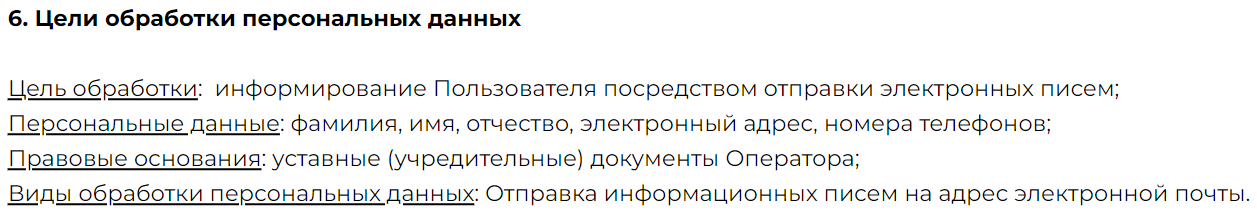 6. Цели обработки персональных данных
Цель обработки:  информирование Пользователя посредством отправки электронных писем;
Персональные данные: фамилия, имя, отчество, электронный адрес, номера телефонов;
Правовые основания: уставные (учредительные) документы Оператора;
Виды обработки персональных данных: Отправка информационных писем на адрес электронной почты.